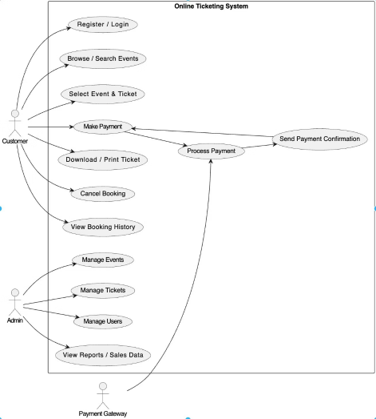 Online Ticketing System
Register / Login
Browse / Search Events
Select Event & Ticket
Make Payment
Send Payment Confirmation
Customer
Process Payment
Download / Print Ticket
Cancel Booking
View Booking History
Manage Events
Manage Tickets
Admin
Manage Users
View Reports / Sales Data
Payment Gateway